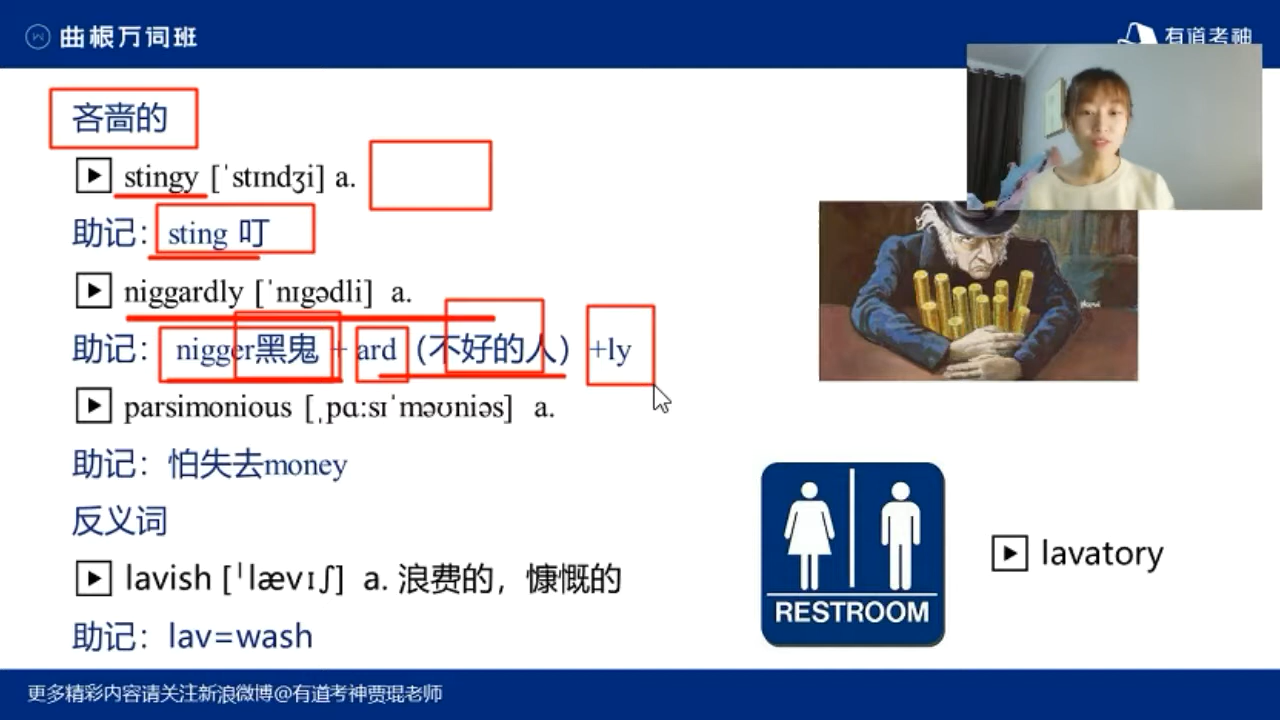 曲根万词班
有道考神
吝啬的
stingy [ˈstɪndʒi] a.
助记：sting 叮
niggardly [ˈnɪgədli] a.
助记：nigger黑鬼 + ard（不好的人）+ly
parsimonious [ˌpɑ:sɪˈməʊniəs] a.
助记：怕失去money
反义词
lavish [ˈlævɪʃ] a. 浪费的，慷慨的
助记：lav=wash
RESTROOM
lavatory
更多精彩内容请关注新浪微博@有道考神贾琨老师